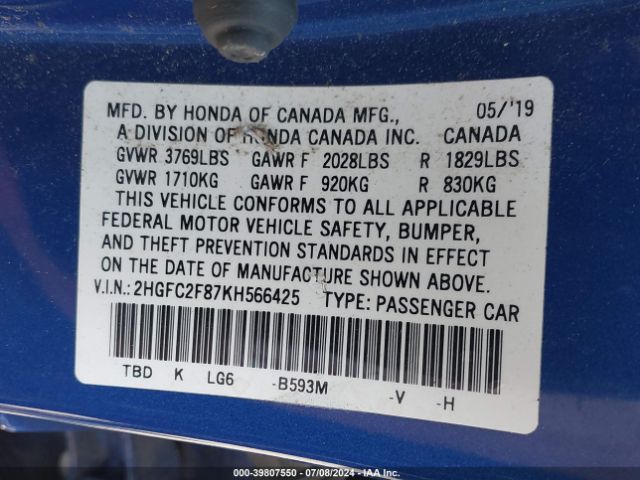 MFD. BY HONDA OF CANADA MFG., 05/'19
A DIVISION OF HONDA CANADA INC. CANADA
GVWR 3769LBS GAWR F 2028LBS R 1829LBS
GVWR 1710KG GAWR F 920KG R 830KG
THIS VEHICLE CONFORMS TO ALL APPLICABLE
FEDERAL MOTOR VEHICLE SAFETY, BUMPER,
AND THEFT PREVENTION STANDARDS IN EFFECT
ON THE DATE OF MANUFACTURE SHOWN ABOVE.
V.I.N.: 2HGFC2F87KH566425 TYPE: PASSENGER CAR
TBD K LG6 -B593M -V -H
000-39807550 - 07/08/2024 - IAA Inc.